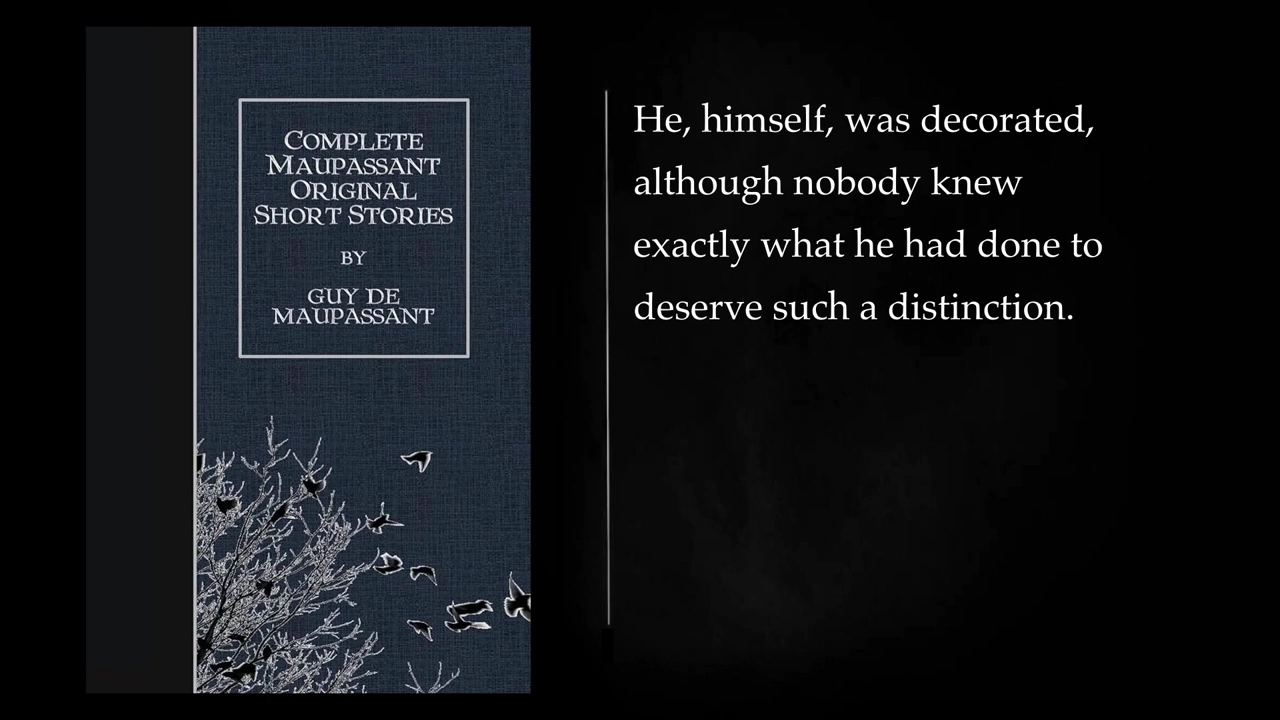 COMPLETE
MAUPASSANT
ORIGINAL
SHORT STORIES
BY
GUY DE
MAUPASSANT
He, himself, was decorated,
although nobody knew
exactly what he had done to
deserve such a distinction.